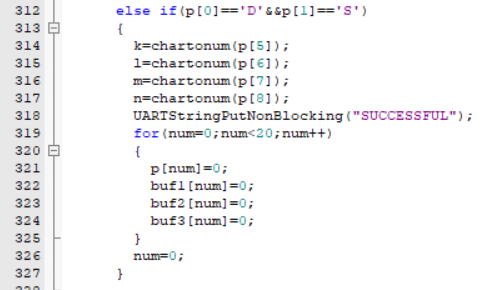 312 else if(p[0]=='D'&&p[1]=='S')
313 {
314 k=chartonum(p[5]);
315 l=chartonum(p[6]);
316 m=chartonum(p[7]);
317 n=chartonum(p[8]);
318 UARTStringPutNonBlocking("SUCCESSFUL");
319 for(num=0;num<20;num++)
320 {
321 p[num]=0;
322 buf1[num]=0;
323 buf2[num]=0;
324 buf3[num]=0;
325 }
326 num=0;
327 }